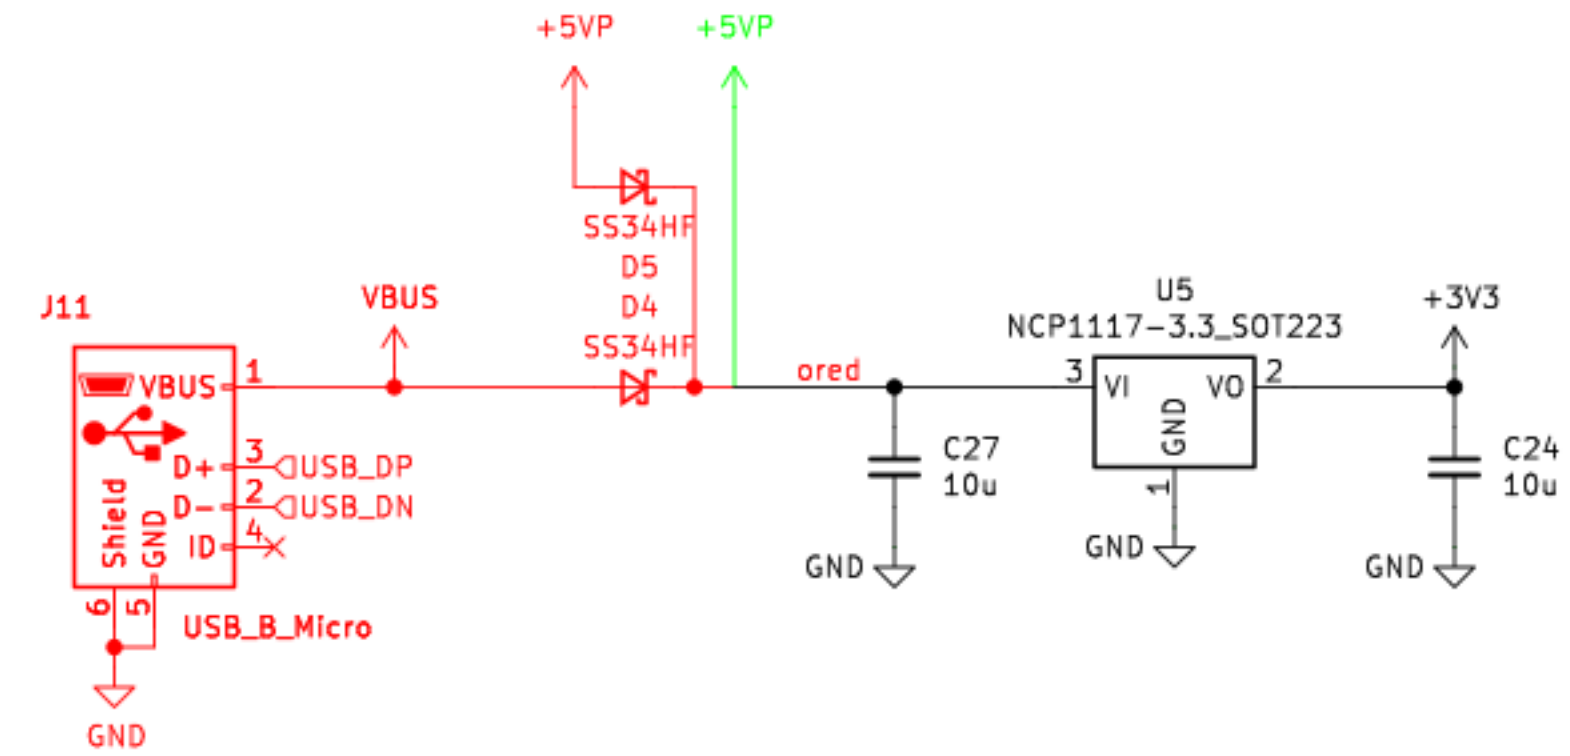 +5VP
+5VP
SS34HF
D5
D4
SS34HF
J11
VBUS
U5
NCP1117-3.3_SOT223
+3V3
VBUS
1
ored
3
VI
VO
2
GND
1
D+
3
USB_DP
D-
2
USB_DN
ID
4
Shield
GND
6
5
USB_B_Micro
GND
C27
10u
GND
GND
C24
10u
GND